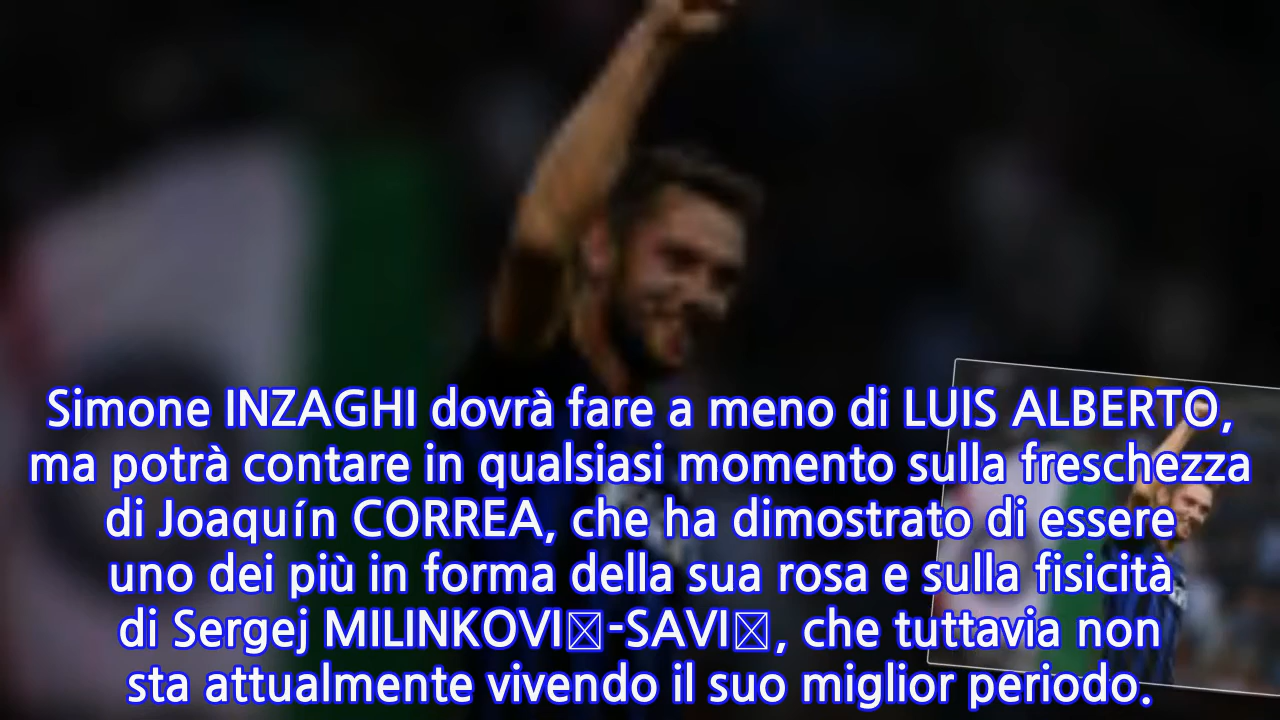 Simone INZAGHI dovrà fare a meno di LUIS ALBERTO,
ma potrà contare in qualsiasi momento sulla freschezza
di Joaquín CORREA, che ha dimostrato di essere
uno dei più in forma della sua rosa e sulla fisicità
di Sergej MILINKOVI☒-SAVI☒, che tuttavia non
sta attualmente vivendo il suo miglior periodo.